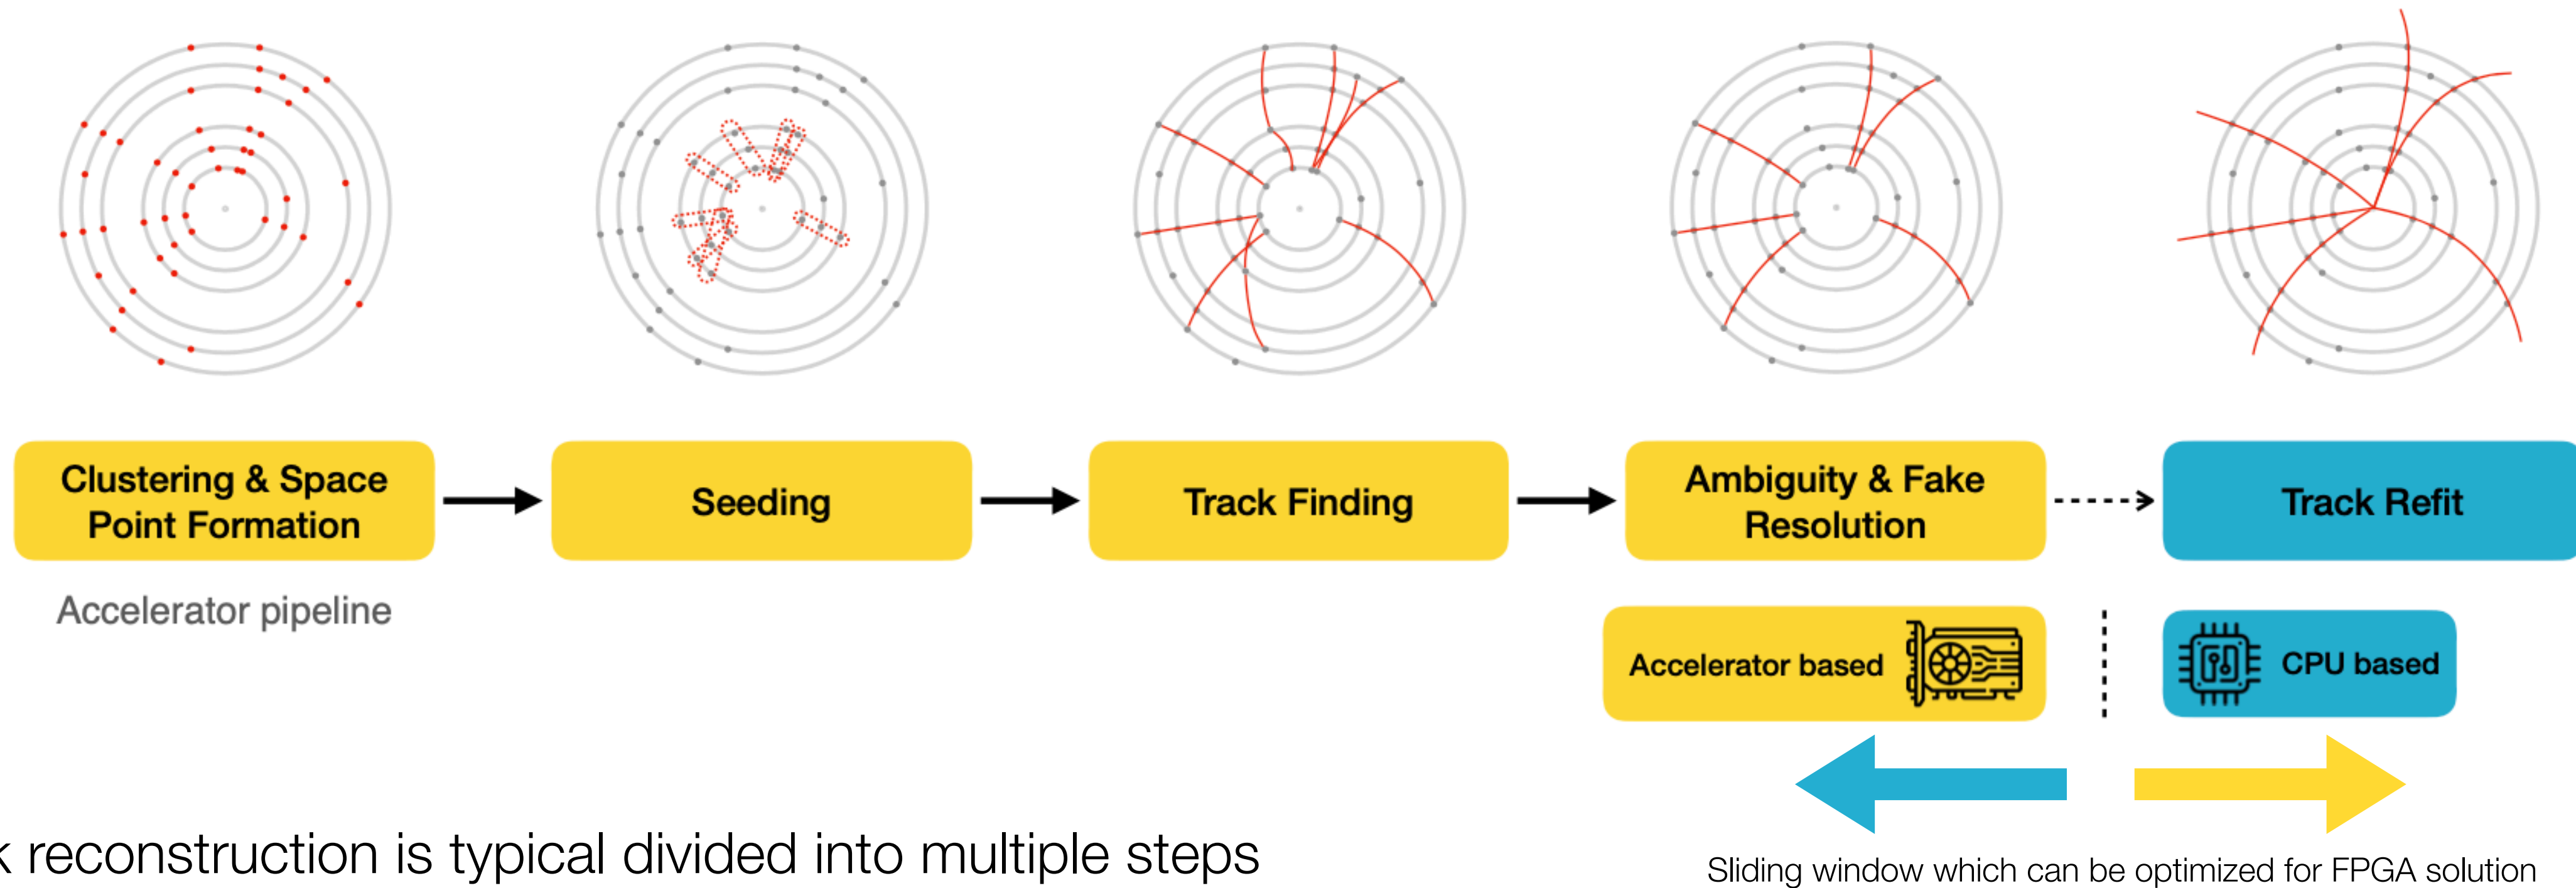 Clustering & Space
Point Formation
Seeding
Track Finding
Ambiguity & Fake
Resolution
Track Refit
Accelerator pipeline
Accelerator based
CPU based
reconstruction is typical divided into multiple steps
Sliding window which can be optimized for FPGA solution